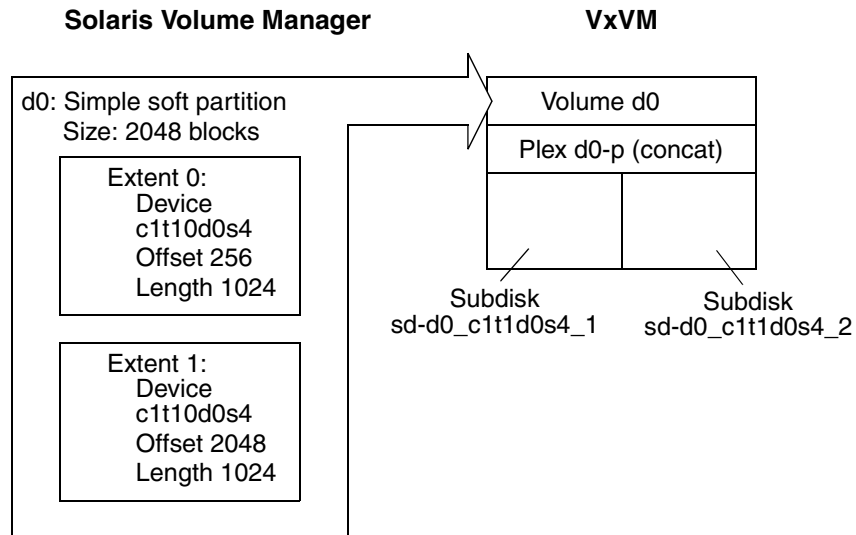 Solaris Volume Manager
VxVM
d0: Simple soft partition
Size: 2048 blocks
Extent 0:
Device
c1t10d0s4
Offset 256
Length 1024
Extent 1:
Device
c1t10d0s4
Offset 2048
Length 1024
Volume d0
Plex d0-p (concat)
Subdisk
sd-d0_c1t1d0s4_1
Subdisk
sd-d0_c1t1d0s4_2